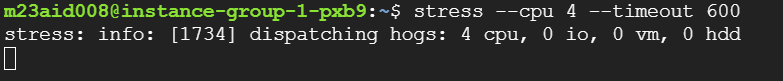 m23aid008@instance-group-1-pxb9:~$ stress --cpu 4 --timeout 600
stress: info: [1734] dispatching hogs: 4 cpu, 0 io, 0 vm, 0 hdd